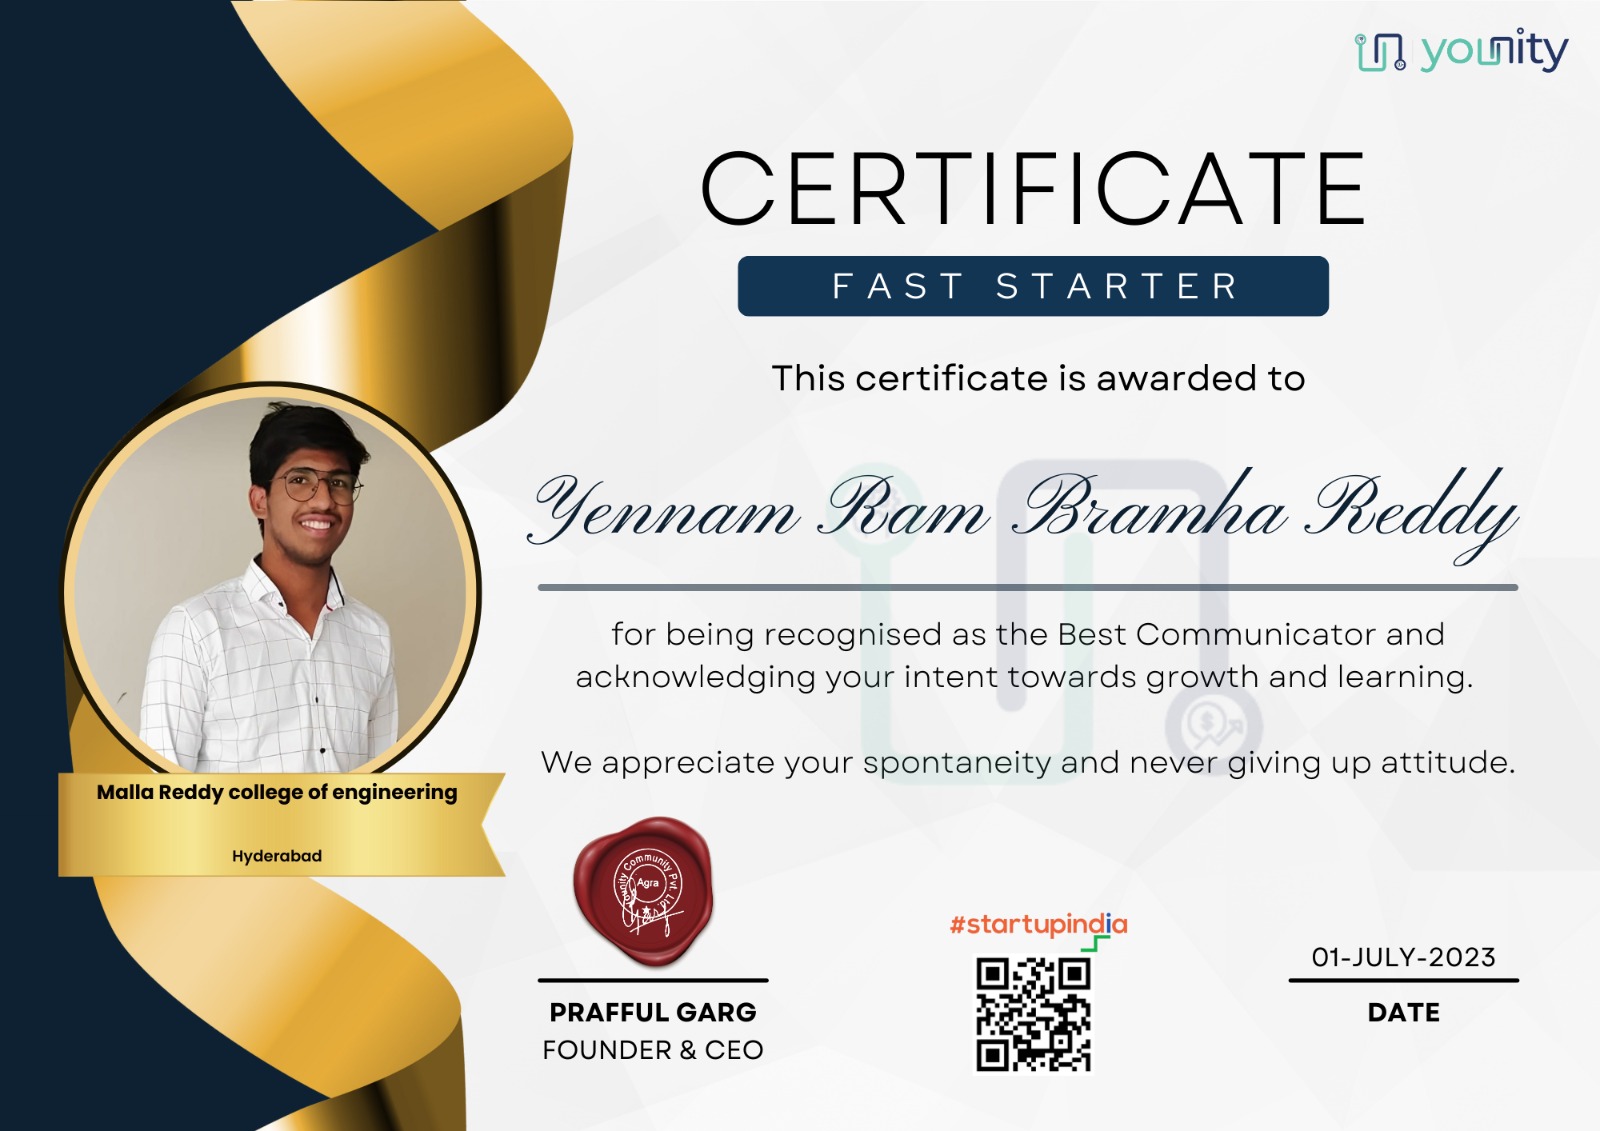 younity
CERTIFICATE
FAST STARTER
This certificate is awarded to
Yennam Ram Bramha Reddy
for being recognised as the Best Communicator and
acknowledging your intent towards growth and learning.
We appreciate your spontaneity and never giving up attitude.
Malla Reddy college of engineering
Hyderabad
Community Pvt. Ltd.
Agra
#startupindia
01-JULY-2023
PRAFFUL GARG
DATE
FOUNDER & CEO